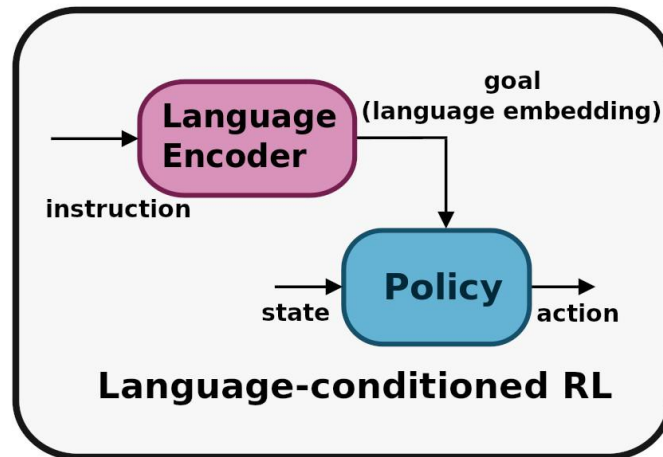 goal
(language embedding)
Language
Encoder
instruction
Policy
state
action
Language-conditioned RL